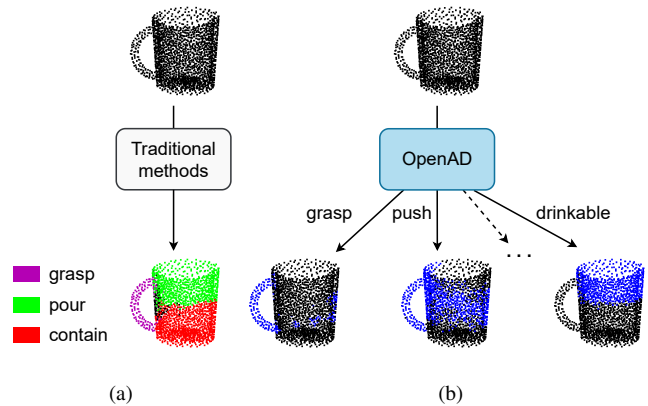 Traditional
methods
OpenAD
grasp
push
drinkable
...
grasp
pour
contain
(a)
(b)